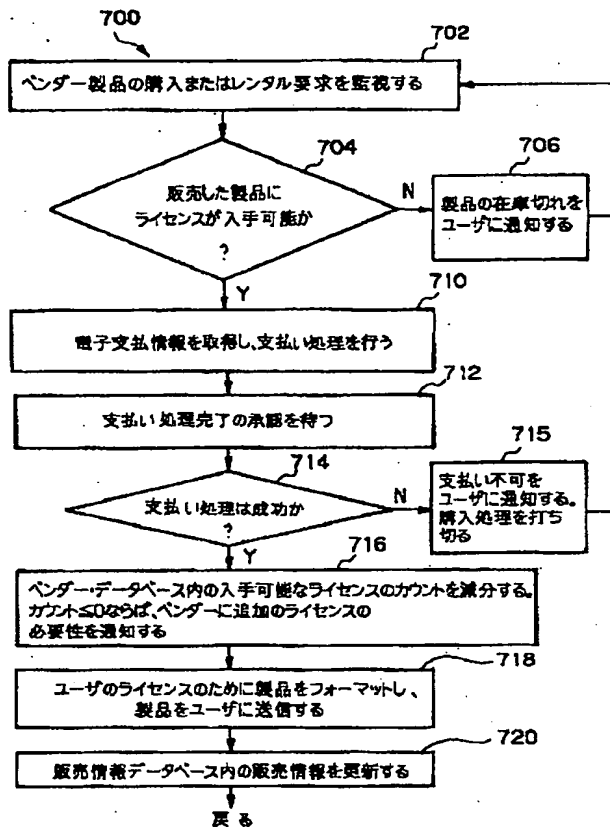 700
702
ベンダー製品の購入またはレンタル要求を監視する
704
販売した製品に
ライセンスが入手可能か
?
N
706
製品の在庫切れを
ユーザに通知する
Y
710
電子支払情報を取得し、支払い処理を行う
712
支払い処理完了の承認を待つ
714
支払い処理は成功か
?
N
715
支払い不可を
ユーザに通知する。
購入処理を打ち
切る
Y
716
ベンダー・データベース内の入手可能なライセンスのカウントを減分する。
カウント≤0ならば、ベンダーに追加のライセンスの
必要性を通知する
718
ユーザのライセンスのために製品をフォーマットし、
製品をユーザに送信する
720
販売情報データベース内の販売情報を更新する
戻る